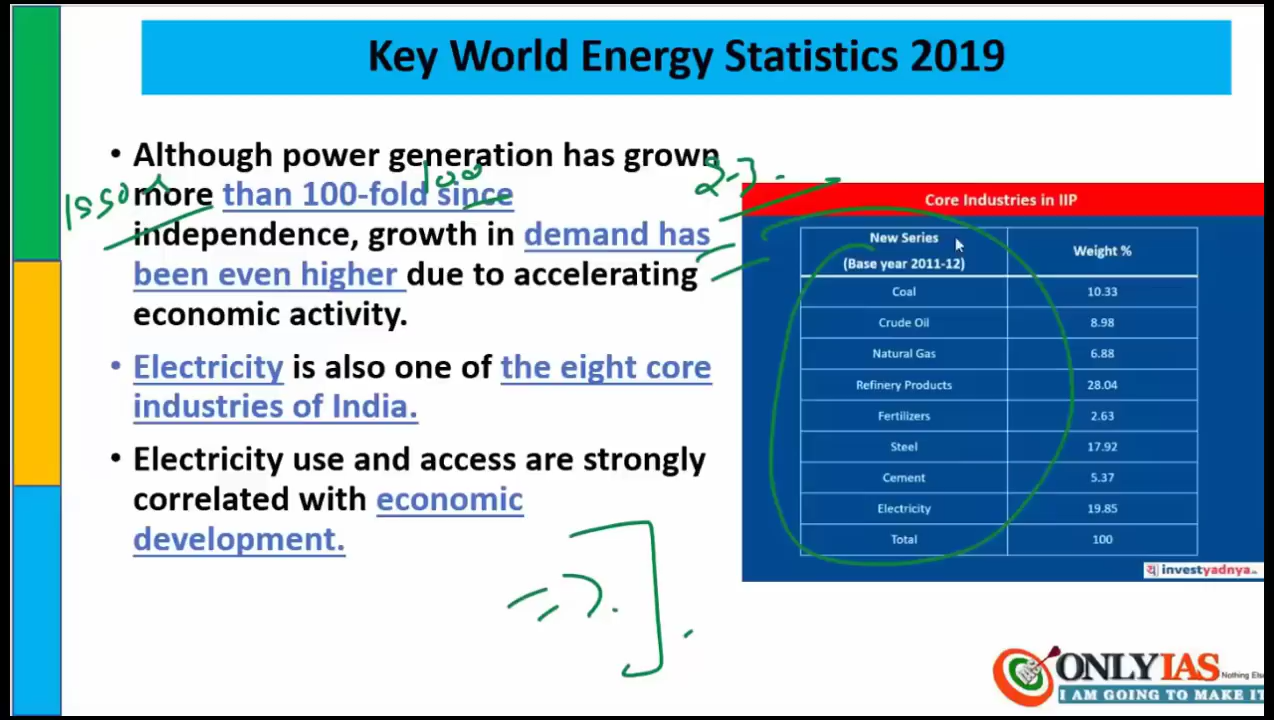 Key World Energy Statistics 2019
• Although power generation has grown
more than 100-fold since
independence, growth in demand has
been even higher due to accelerating
economic activity.
• Electricity is also one of the eight core
industries of India.
• Electricity use and access are strongly
correlated with economic
development.
1950
100
Core Industries in IIP
New Series
(Base year 2011-12)
Weight %
Coal 10.33
Crude Oil 8.98
Natural Gas 6.88
Refinery Products 28.04
Fertilizers 2.63
Steel 17.92
Cement 5.37
Electricity 19.85
Total 100
investyadnya.in
ONLYIAS
Nothing Else
I AM GOING TO MAKE IT